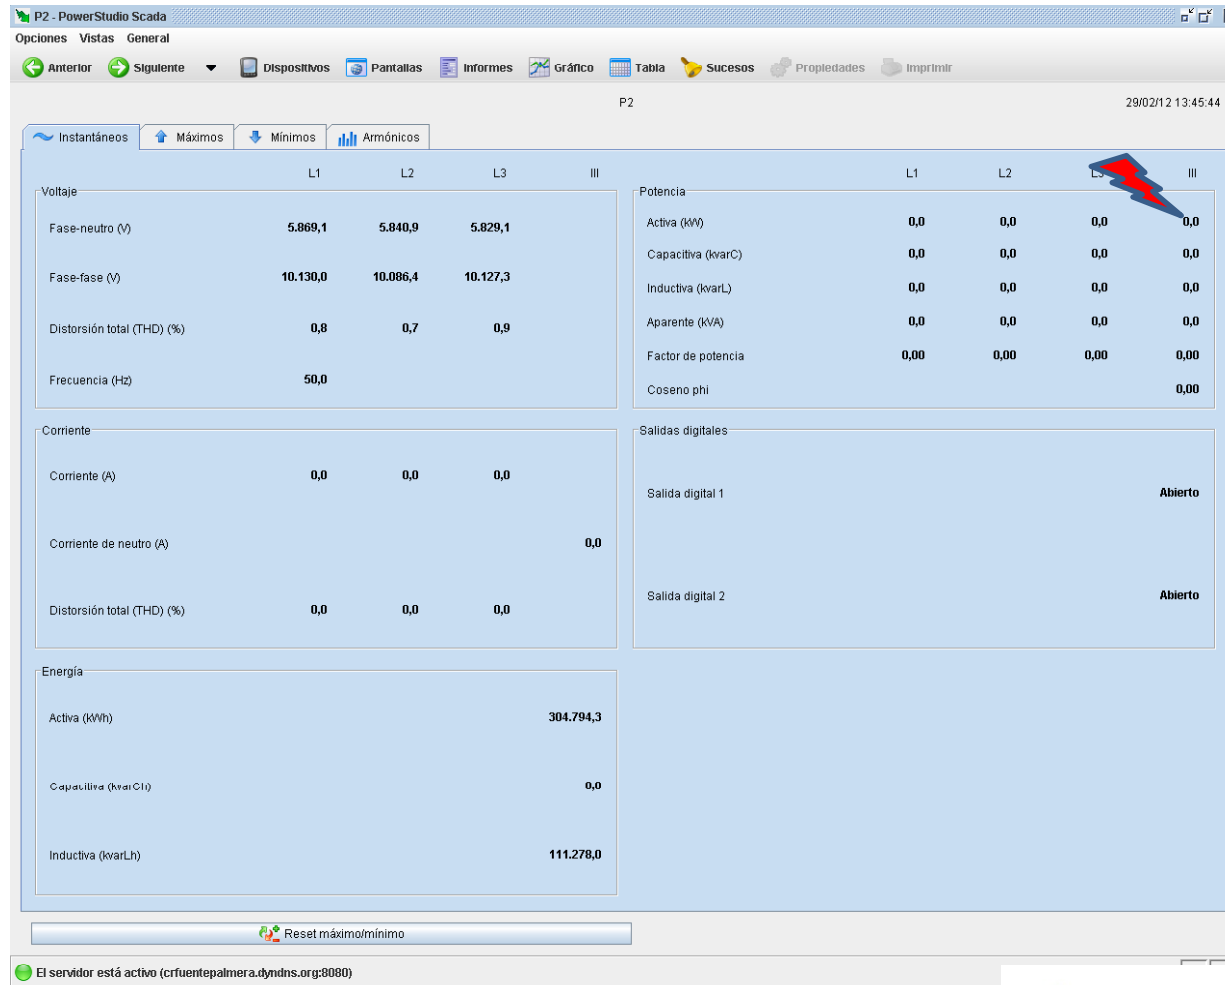 P2 - PowerStudio Scada
Opciones Vistas General
Anterior Siguiente Dispositivos Pantallas Informes Gráfico Tabla Sucesos Propiedades Imprimir
P2 29/02/12 13:45:44
Instantáneos Máximos Mínimos Armónicos
L1 L2 L3 III
Voltaje
Fase-neutro (V) 5.869,1 5.840,9 5.829,1
Fase-fase (V) 10.130,0 10.086,4 10.127,3
Distorsión total (THD) (%) 0,8 0,7 0,9
Frecuencia (Hz) 50,0
L1 L2 L3 III
Potencia
Activa (kW) 0,0 0,0 0,0 0,0
Capacitiva (kvarC) 0,0 0,0 0,0 0,0
Inductiva (kvarL) 0,0 0,0 0,0 0,0
Aparente (kVA) 0,0 0,0 0,0 0,0
Factor de potencia 0,00 0,00 0,00 0,00
Coseno phi 0,00
Corriente
Corriente (A) 0,0 0,0 0,0
Corriente de neutro (A) 0,0
Distorsión total (THD) (%) 0,0 0,0 0,0
Salidas digitales
Salida digital 1 Abierto
Salida digital 2 Abierto
Energía
Activa (kWh) 304.794,3
Capacitiva (kvarCh) 0,0
Inductiva (kvarLh) 111.278,0
Reset máximo/mínimo
El servidor está activo (crfuentepalmera.dyndns.org:8080)